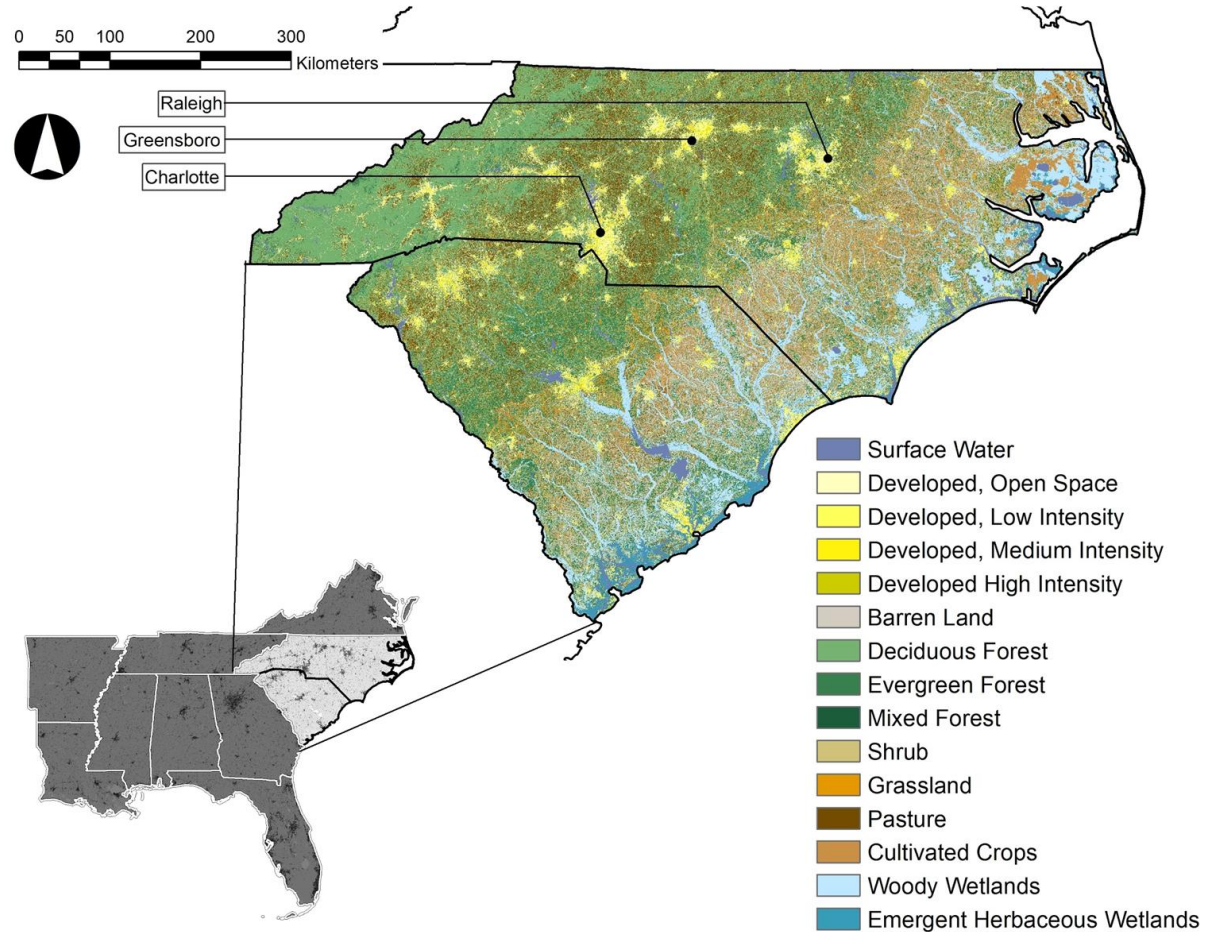 0 50 100 200 300
Kilometers
Raleigh
Greensboro
Charlotte
Surface Water
Developed, Open Space
Developed, Low Intensity
Developed, Medium Intensity
Developed High Intensity
Barren Land
Deciduous Forest
Evergreen Forest
Mixed Forest
Shrub
Grassland
Pasture
Cultivated Crops
Woody Wetlands
Emergent Herbaceous Wetlands